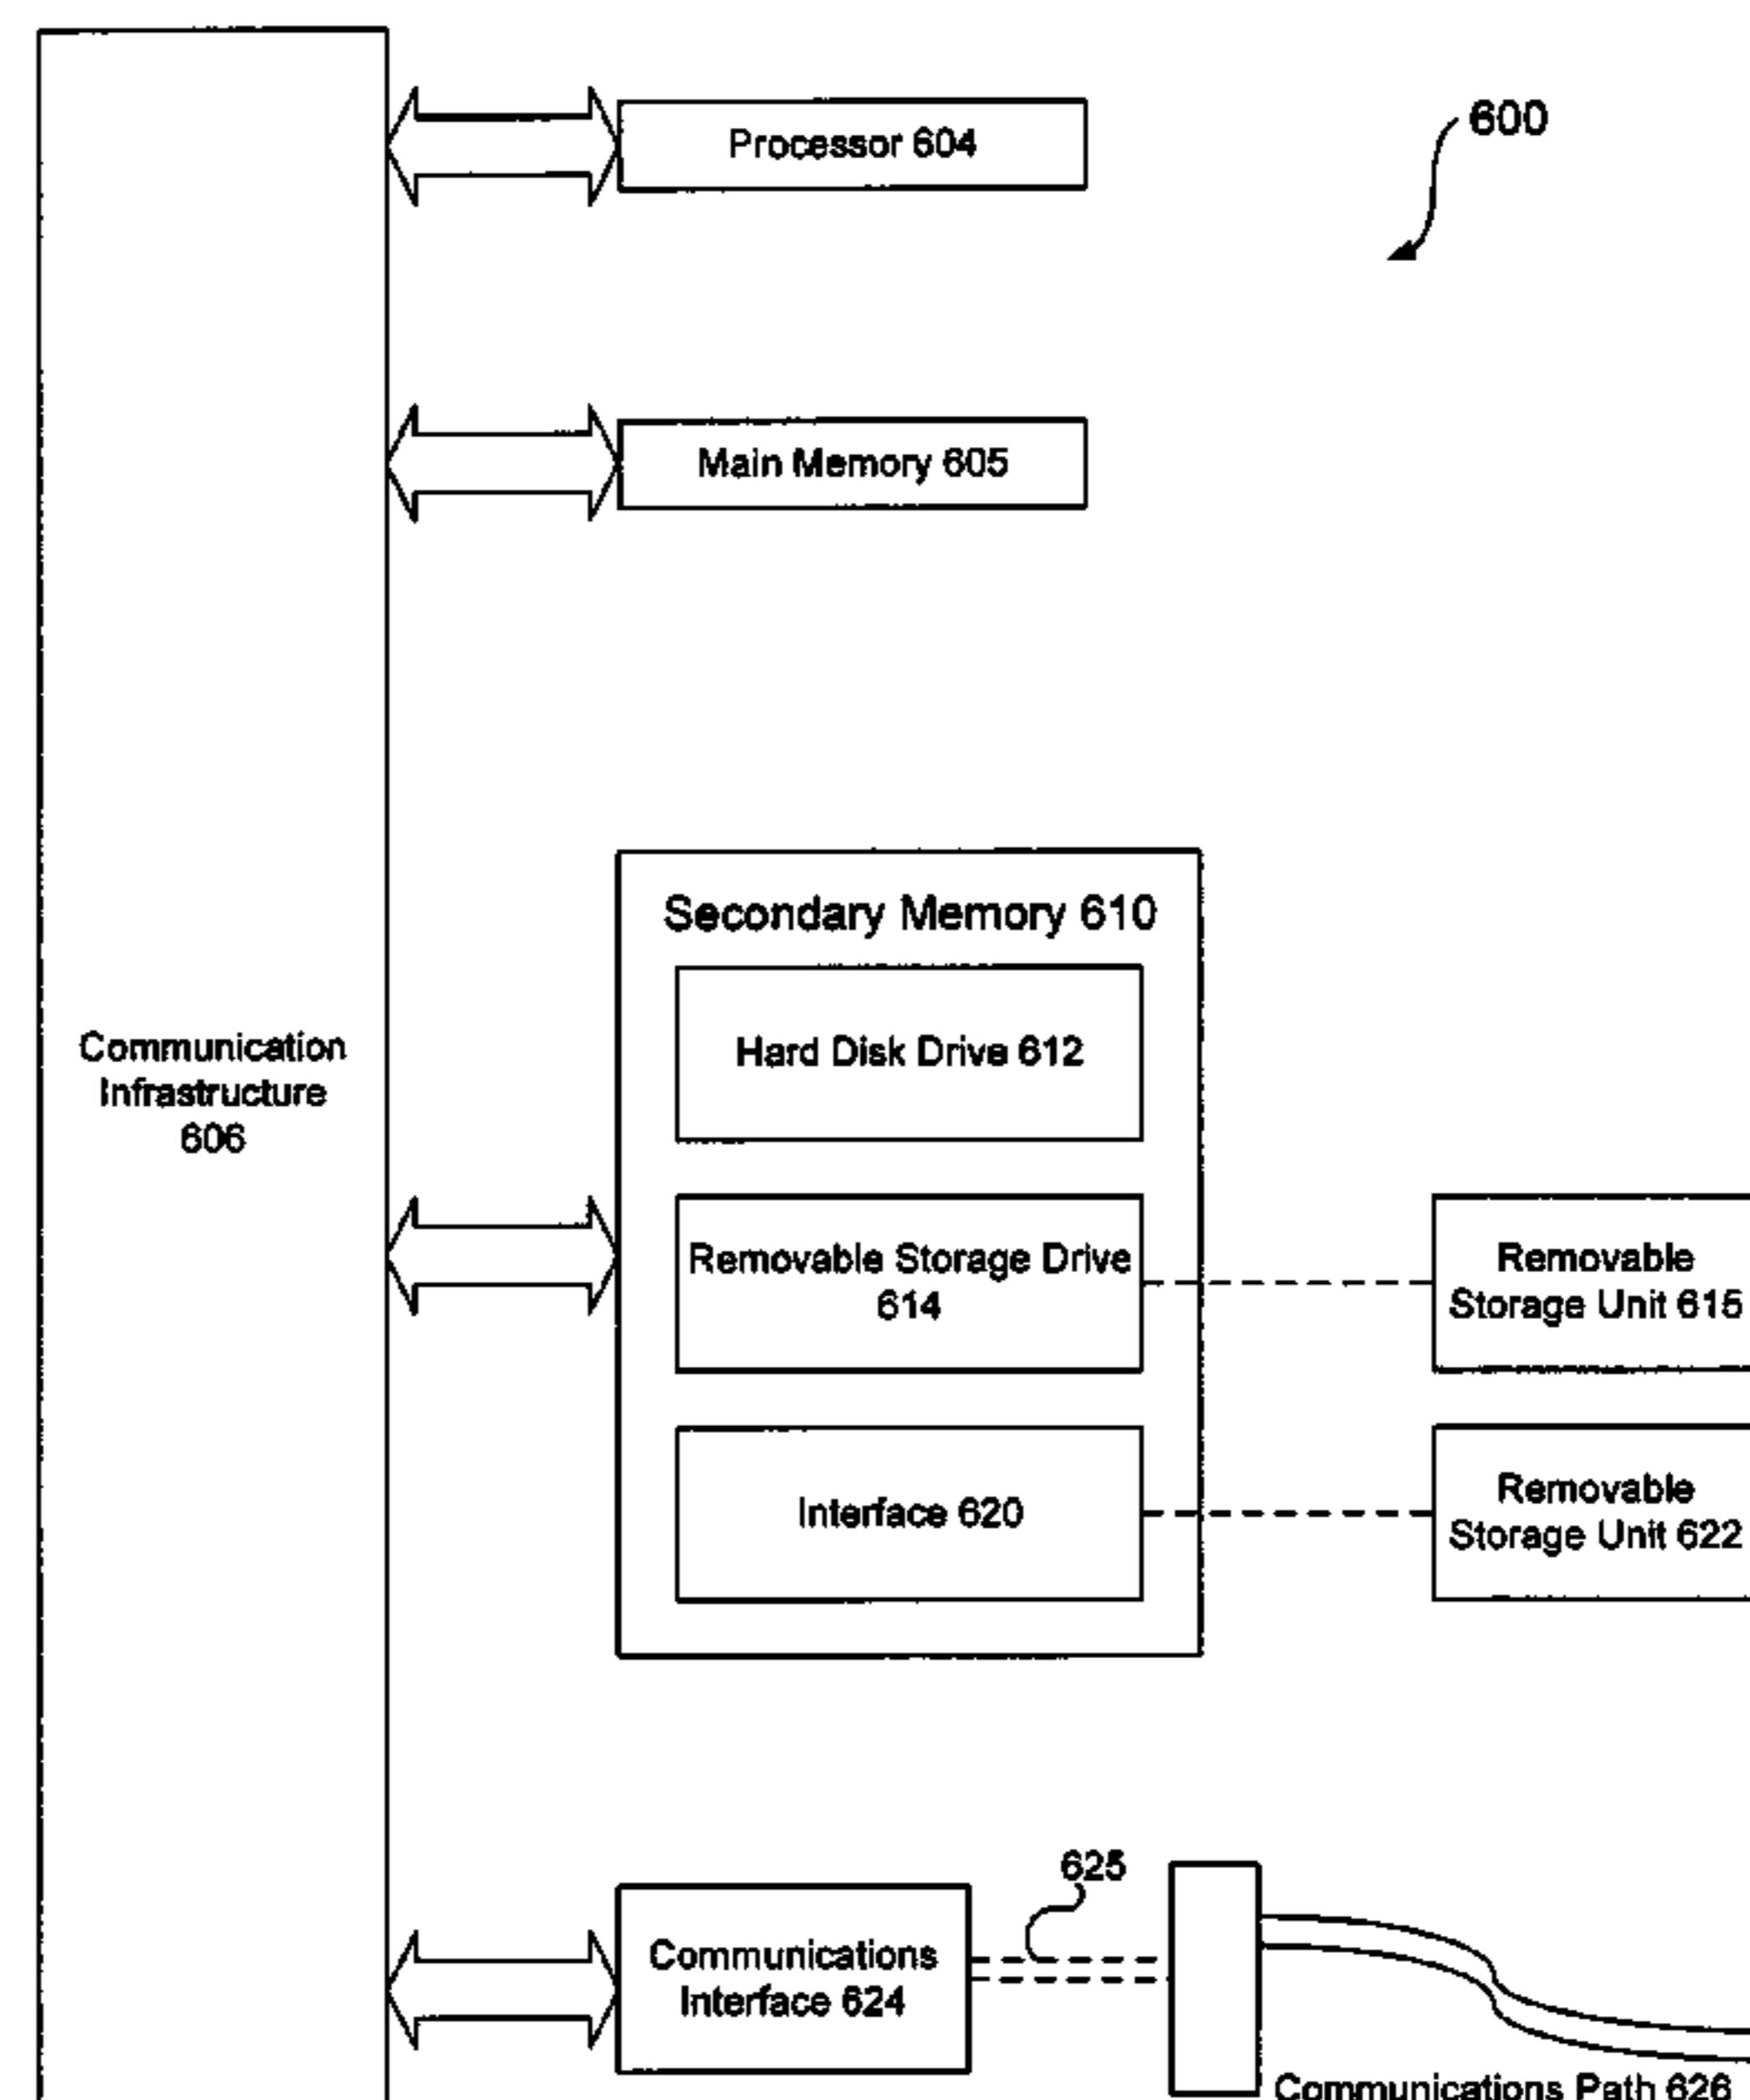 600
Processor 604
Main Memory 605
Communication
Infrastructure
606
Secondary Memory 610
Hard Disk Drive 612
Removable Storage Drive
614
Removable
Storage Unit 615
Interface 620
Removable
Storage Unit 622
625
Communications
Interface 624
Communications Path 626